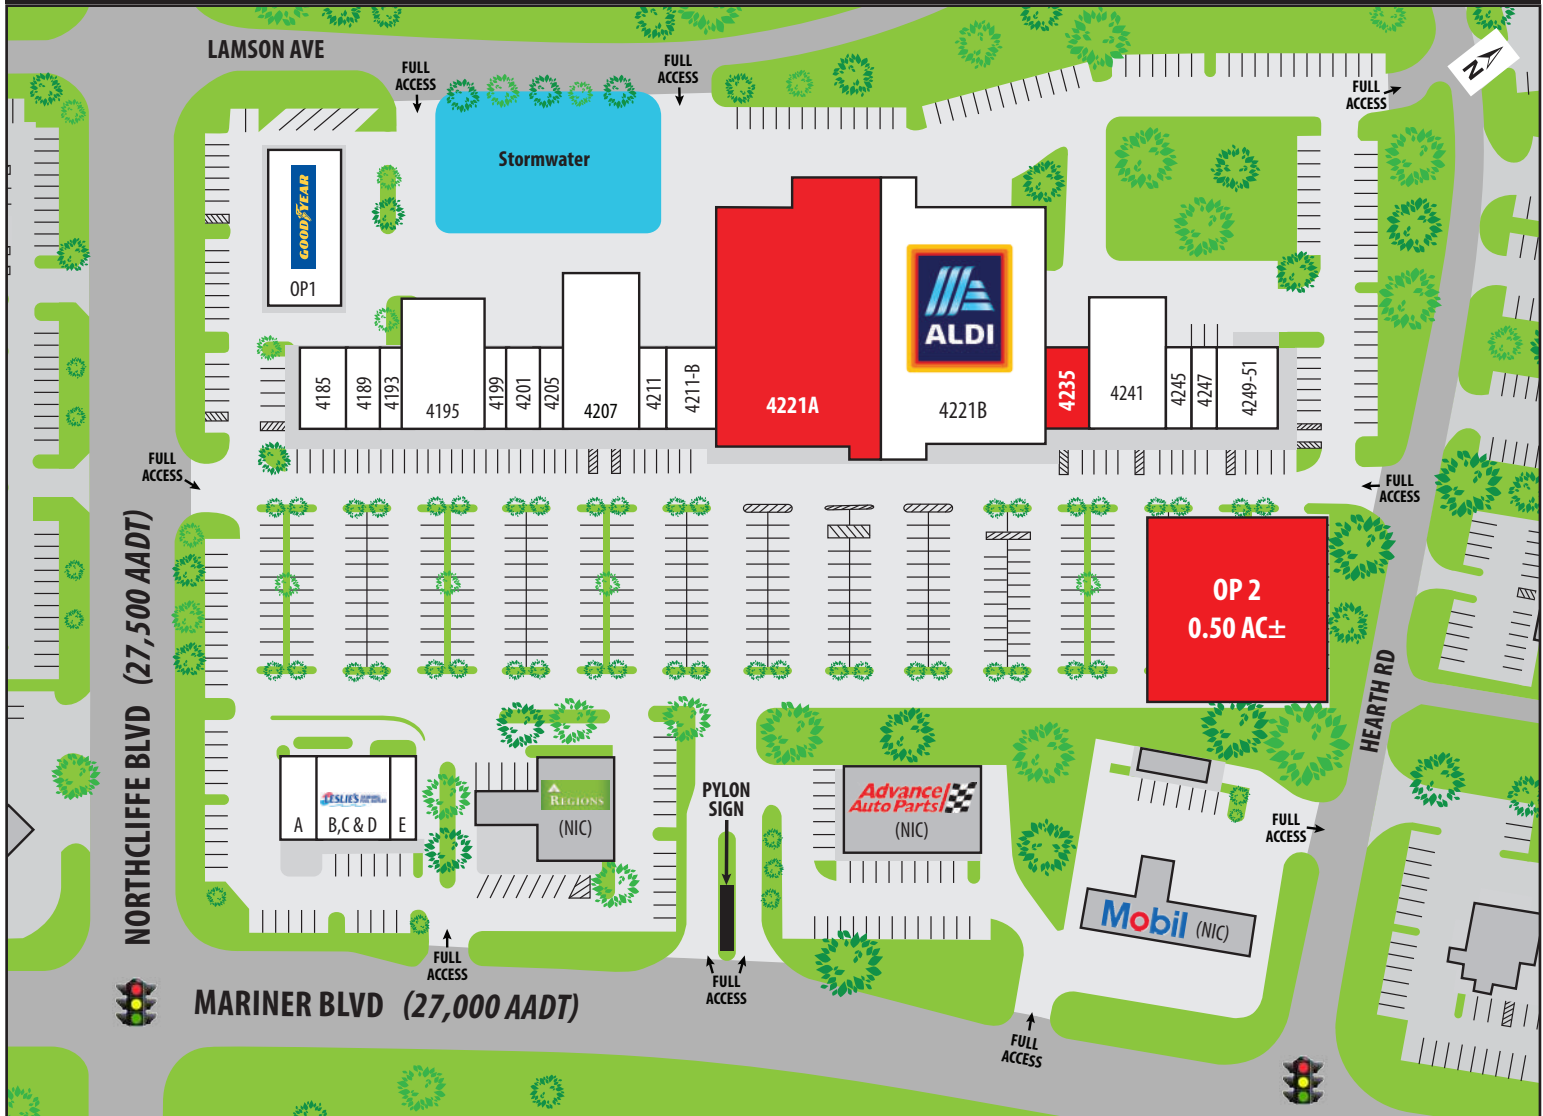 LAMSON AVE
FULL
ACCESS
FULL
ACCESS
FULL
ACCESS
N
Stormwater
GOODYEAR
OP1
ALDI
4185
4189
4193
4195
4199
4201
4205
4207
4211
4211-B
4221A
4221B
4235
4241
4245
4247
4249-51
FULL
ACCESS
FULL
ACCESS
NORTHCLIFFE BLVD (27,500 AADT)
OP 2
0.50 AC±
HEARTH RD
LESLIE'S
A
B,C & D
E
REGIONS
(NIC)
PYLON
SIGN
Advance
Auto Parts
(NIC)
FULL
ACCESS
Mobil (NIC)
FULL
ACCESS
FULL
ACCESS
FULL
ACCESS
MARINER BLVD (27,000 AADT)